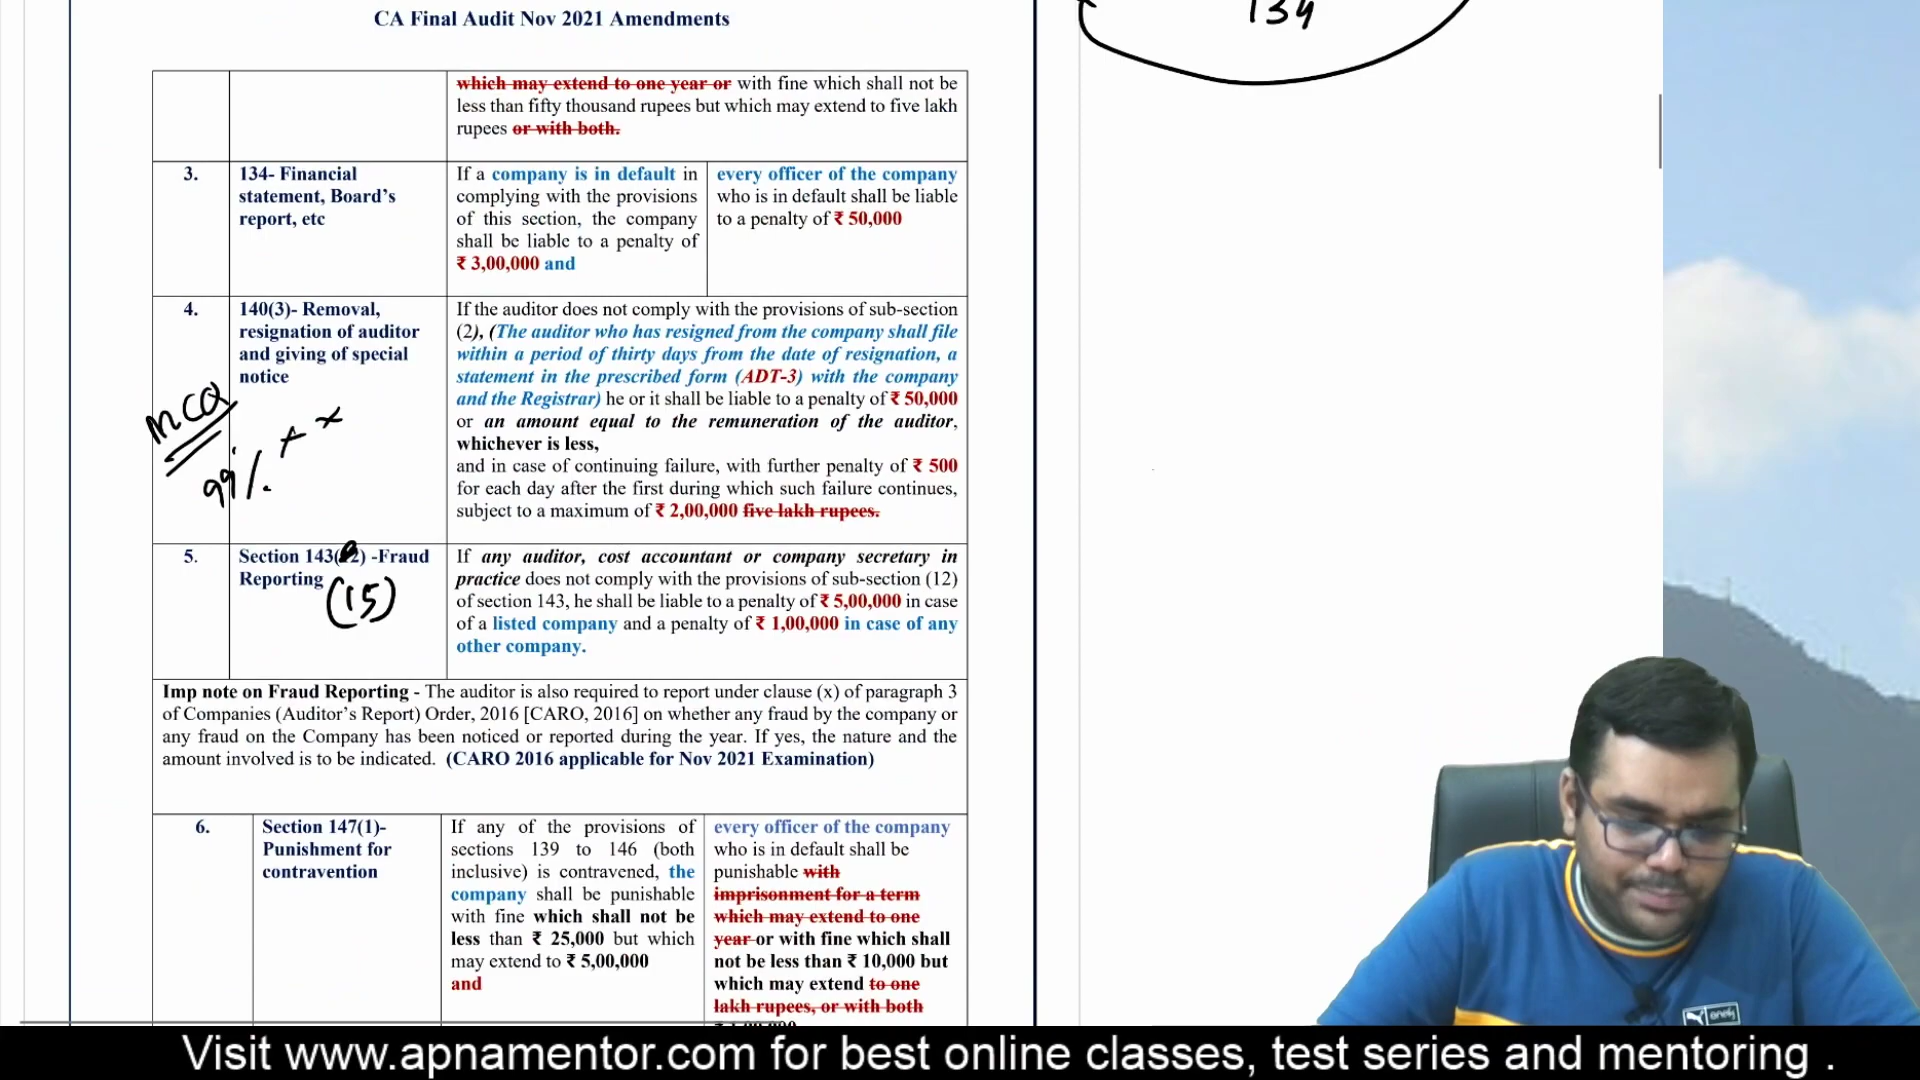 CA Final Audit Nov 2021 Amendments
134
which may extend to one year or with fine which shall not be
less than fifty thousand rupees but which may extend to five lakh
rupees or with both.
3.
134- Financial
statement, Board's
report, etc
If a company is in default in
complying with the provisions
of this section, the company
shall be liable to a penalty of
₹ 3,00,000 and
every officer of the company
who is in default shall be liable
to a penalty of ₹ 50,000
4.
140(3)- Removal,
resignation of auditor
and giving of special
notice
MCQ
99%. + x
If the auditor does not comply with the provisions of sub-section
(2), (The auditor who has resigned from the company shall file
within a period of thirty days from the date of resignation, a
statement in the prescribed form (ADT-3) with the company
and the Registrar) he or it shall be liable to a penalty of ₹ 50,000
or an amount equal to the remuneration of the auditor,
whichever is less,
and in case of continuing failure, with further penalty of ₹ 500
for each day after the first during which such failure continues,
subject to a maximum of ₹ 2,00,000 five lakh rupees.
5.
Section 143( 2) -Fraud
Reporting
(15)
If any auditor, cost accountant or company secretary in
practice does not comply with the provisions of sub-section (12)
of section 143, he shall be liable to a penalty of ₹ 5,00,000 in case
of a listed company and a penalty of ₹ 1,00,000 in case of any
other company.
Imp note on Fraud Reporting - The auditor is also required to report under clause (x) of paragraph 3
of Companies (Auditor's Report) Order, 2016 [CARO, 2016] on whether any fraud by the company or
any fraud on the Company has been noticed or reported during the year. If yes, the nature and the
amount involved is to be indicated. (CARO 2016 applicable for Nov 2021 Examination)
6.
Section 147(1)-
Punishment for
contravention
If any of the provisions of
sections 139 to 146 (both
inclusive) is contravened, the
company shall be punishable
with fine which shall not be
less than ₹ 25,000 but which
may extend to ₹ 5,00,000
and
every officer of the company
who is in default shall be
punishable with
imprisonment for a term
which may extend to one
year or with fine which shall
not be less than ₹ 10,000 but
which may extend to one
lakh rupees, or with both
Visit www.apnamentor.com for best online classes, test series and mentoring .